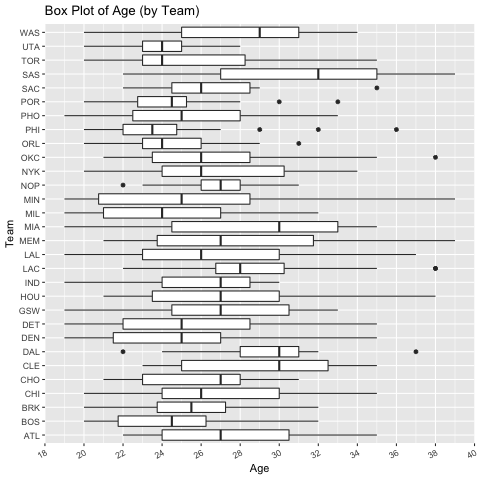 Box Plot of Age (by Team)
WAS
UTA
TOR
SAS
SAC
POR
PHO
PHI
ORL
OKC
NYK
NOP
MIN
MIL
MIA
MEM
LAL
LAC
IND
HOU
GSW
DET
DEN
DAL
CLE
CHO
CHI
BRK
BOS
ATL
Team
18 20 22 24 26 28 30 32 34 36 38 40
Age